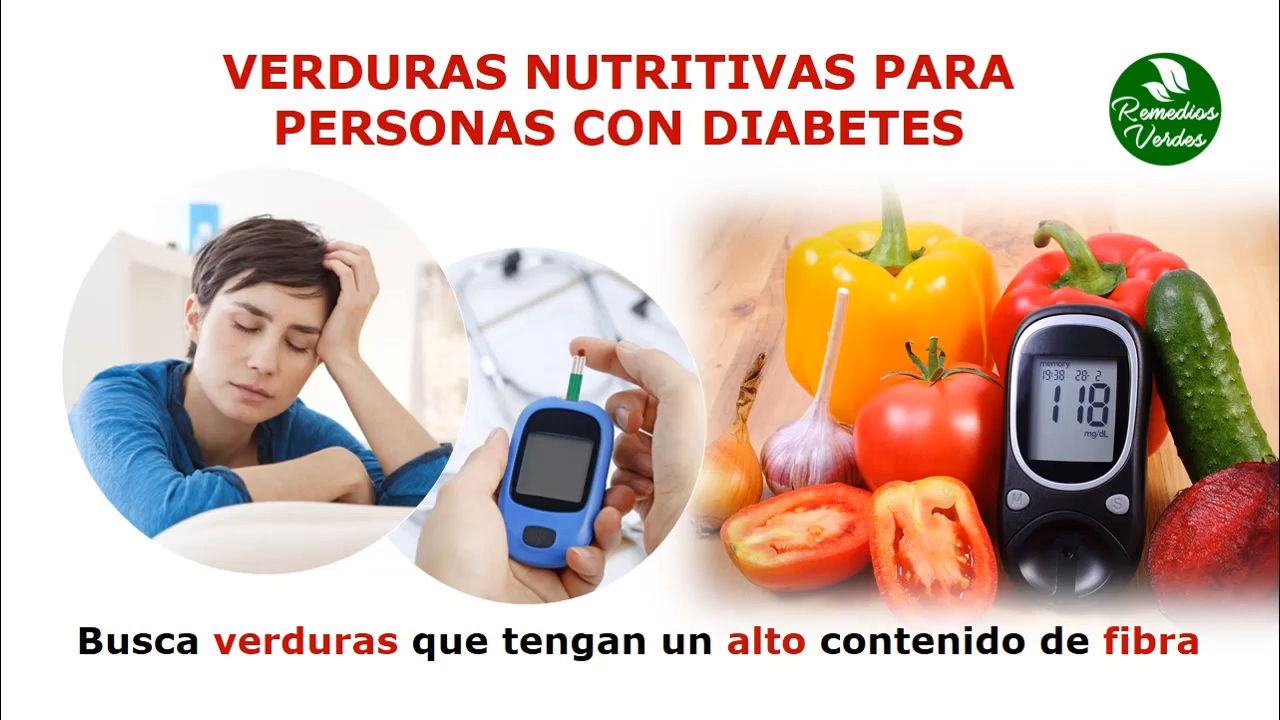 VERDURAS NUTRITIVAS PARA
PERSONAS CON DIABETES
Remedios
Verdes
memory
19:38 28- 2
118
mg/dL
M
S
Busca verduras que tengan un alto contenido de fibra